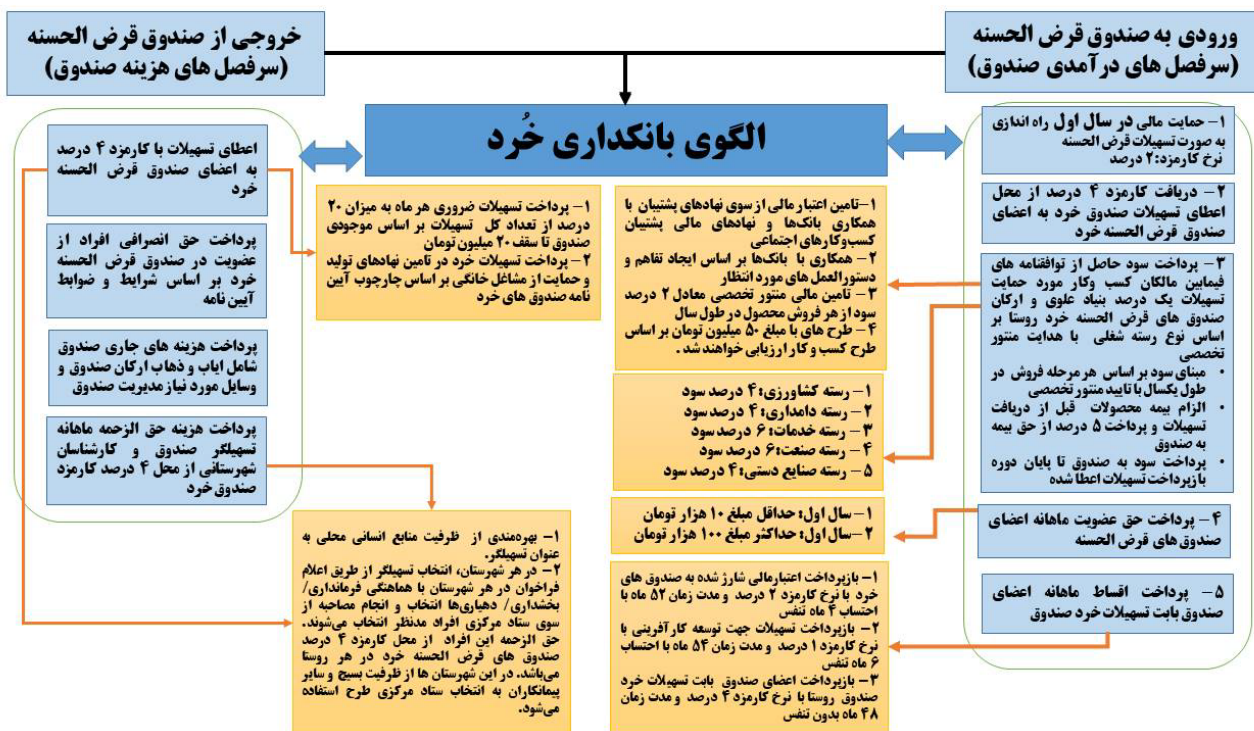 ورودی به صندوق قرض الحسنه
(سرفصل های درآمدی صندوق)
خروجی از صندوق قرض الحسنه
(سرفصل های هزینه صندوق)
الگوی بانکداری خُرد
۱- حمایت مالی در سال اول راه اندازی
به صورت تسهیلات قرض الحسنه
نرخ کارمزد: ۲ درصد
۲- دریافت کارمزد ۴ درصد از محل
اعطای تسهیلات صندوق خرد به اعضای
صندوق قرض الحسنه خرد
۳- پرداخت سود حاصل از توافقنامه های
فیمابین مالکان کسب وکار مورد حمایت
تسهیلات یک درصد بنیاد علوی و ارکان
صندوق های قرض الحسنه خرد روستا بر
اساس نوع رسته شغلی با هدایت منتور
تخصصی
• مبنای سود بر اساس هر مرحله فروش در
طول یکسال با تایید منتور تخصصی
• الزام بیمه محصولات قبل از دریافت
تسهیلات و پرداخت ۵ درصد از حق بیمه
به صندوق
• پرداخت سود به صندوق تا پایان دوره
بازپرداخت تسهیلات اعطا شده
۴- پرداخت حق عضویت ماهانه اعضای
صندوق‌های قرض الحسنه
۵- پرداخت اقساط ماهانه اعضای
صندوق بابت تسهیلات خرد صندوق
۱-تامین اعتبار مالی از سوی نهادهای پشتیبان با
همکاری بانک‌ها و نهادهای مالی پشتیبان
کسب‌وکارهای اجتماعی
۲- همکاری با بانک‌ها بر اساس ایجاد تفاهم و
دستورالعمل های مورد انتظار
۳- تامین مالی منتور تخصصی معادل ۲ درصد
سود از هر فروش محصول در طول سال
۴- طرح های با مبلغ ۵۰ میلیون تومان بر اساس
طرح کسب و کار ارزیابی خواهند شد .
۱- رسته کشاورزی: ۴ درصد سود
۲- رسته دامداری: ۴ درصد سود
۳- رسته خدمات: ۶ درصد سود
۴- رسته صنعت: ۶ درصد سود
۵- رسته صنایع دستی: ۴ درصد سود
۱- سال اول: حداقل مبلغ ۱۰ هزار تومان
۲-سال اول: حداکثر مبلغ ۱۰۰ هزار تومان
۱- بازپرداخت اعتبارمالی شارژ شده به صندوق های
خرد با نرخ کارمزد ۲ درصد و مدت زمان ۵۲ ماه با
احتساب ۴ ماه تنفس
۲- بازپرداخت تسهیلات جهت توسعه کارآفرینی با
نرخ کارمزد ۱ درصد و مدت زمان ۵۴ ماه با احتساب
۶ ماه تنفس
۳- بازپرداخت اعضای صندوق بابت تسهیلات خرد
صندوق روستا با نرخ کارمزد ۴ درصد و مدت زمان
۴۸ ماه بدون تنفس
۱- پرداخت تسهیلات ضروری هر ماه به میزان ۲۰
درصد از تعداد کل تسهیلات بر اساس موجودی
صندوق تا سقف ۲۰ میلیون تومان
۲- پرداخت تسهیلات خرد در تامین نهادهای تولید
و حمایت از مشاغل خانگی بر اساس چارچوب آیین
نامه صندوق های خرد
اعطای تسهیلات با کارمزد ۴ درصد
به اعضای صندوق قرض الحسنه
خرد
پرداخت حق انصرافی افراد از
عضویت در صندوق قرض الحسنه
خرد بر اساس شرایط و ضوابط
آیین نامه
پرداخت هزینه های جاری صندوق
شامل ایاب و ذهاب ارکان صندوق و
وسایل مورد نیاز مدیریت صندوق
پرداخت هزینه حق الزحمه ماهانه
تسهیلگر صندوق و کارشناسان
شهرستانی از محل ۴ درصد کارمزد
صندوق خرد
۱- بهره‌مندی از ظرفیت منابع انسانی محلی به
عنوان تسهیلگر.
۲- در هر شهرستان، انتخاب تسهیلگر از طریق اعلام
فراخوان در هر شهرستان با هماهنگی فرمانداری/
بخشداری/ دهیاری‌ها انتخاب و انجام مصاحبه از
سوی ستاد مرکزی افراد مدنظر انتخاب می‌شوند.
حق الزحمه این افراد از محل کارمزد ۴ درصد
صندوق های قرض الحسنه خرد در هر روستا
می‌باشد. در این شهرستان ها از ظرفیت بسیج و سایر
پیمانکاران به انتخاب ستاد مرکزی طرح استفاده
می‌شود.